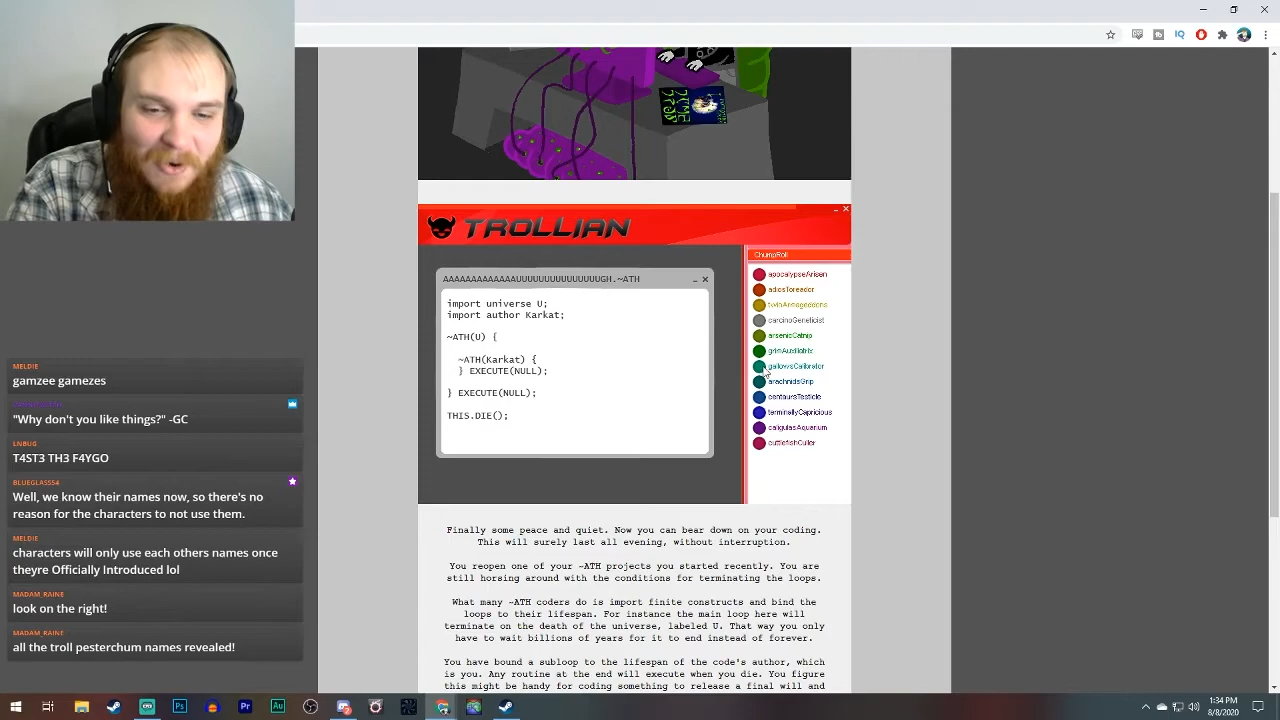 MELDIE
gamzee gamezes
"Why don't you like things?" -GC
LNBUG
T4ST3 TH3 F4YGO
BLUEGLASS54
Well, we know their names now, so there's
no reason for the characters to not use them.
MELDIE
characters will only use each others names once
theyre Officially Introduced lol
MADAM_RAINE
look on the right!
MADAM_RAINE
all the troll pesterchum names revealed!
TROLLIAN
AAAAAAAAAAAAAUUUUUUUUUUUUUUUGH.~ATH
import universe U;
import author Karkat;
~ATH(U) {
~ATH(Karkat) {
} EXECUTE(NULL);
} EXECUTE(NULL);
THIS.DIE();
ChumpRoll
apocalypseArisen
adiosToreador
twinArmageddons
carcinoGeneticist
arsenicCatnip
grimAuxiliatrix
gallowsCalibrator
arachnidsGrip
centaursTesticle
terminallyCapricious
caligulasAquarium
cuttlefishCuller
Finally some peace and quiet. Now you can bear down on your coding.
This will surely last all evening, without interruption.
You reopen one of your ~ATH projects you started recently. You are
still horsing around with the conditions for terminating the loops.
What many ~ATH coders do is import finite constructs and bind the
loops to their lifespan. For instance the main loop here will
terminate on the death of the universe, labeled U. That way you only
have to wait billions of years for it to end instead of forever.
You have bound a subloop to the lifespan of the code's author, which
is you. Any routine at the end will execute when you die. You figure
this might be handy for coding something to release a final will and
1:34 PM
8/8/2020